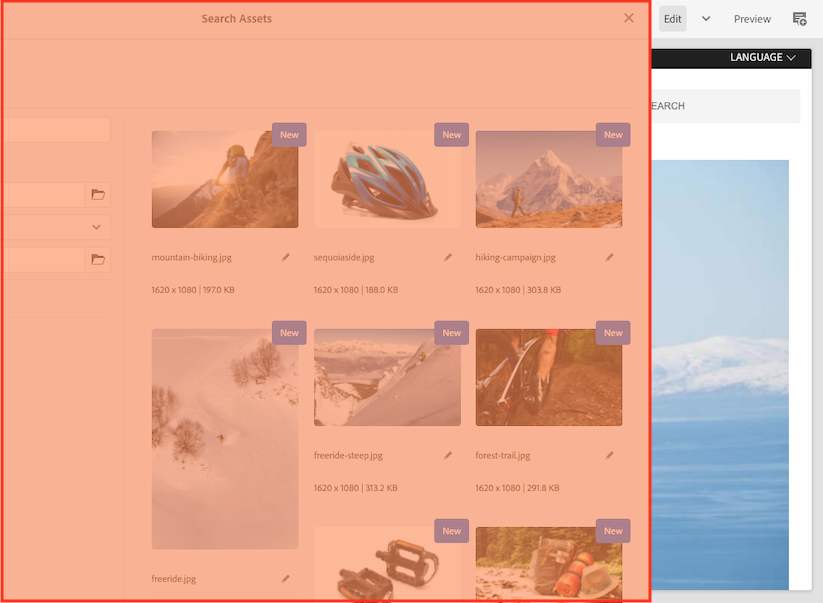 Search Assets
Edit
Preview
LANGUAGE
EARCH
New
New
New
mountain-biking.jpg
sequoiaside.jpg
hiking-campaign.jpg
1620 x 1080 | 197.0 KB
1620 x 1080 | 188.0 KB
1620 x 1080 | 303.8 KB
New
New
New
freeride-steep.jpg
forest-trail.jpg
1620 x 1080 | 313.2 KB
1620 x 1080 | 291.8 KB
New
New
freeride.jpg